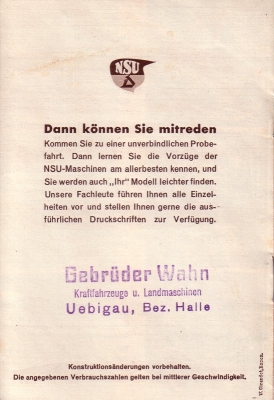 NSU
Dann können Sie mitreden
Kommen Sie zu einer unverbindlichen Probe-
fahrt. Dann lernen Sie die Vorzüge der
NSU-Maschinen am allerbesten kennen, und
Sie werden auch „Ihr" Modell leichter finden.
Unsere Fachleute führen Ihnen alle Einzel-
heiten vor und stellen Ihnen gerne die aus-
führlichen Druckschriften zur Verfügung.
Gebrüder Wahn
Kraftfahrzeuge u. Landmaschinen
Uebigau, Bez. Halle
Konstruktionsänderungen vorbehalten.
Die angegebenen Verbrauchszahlen gelten bei mittlerer Geschwindigkeit.